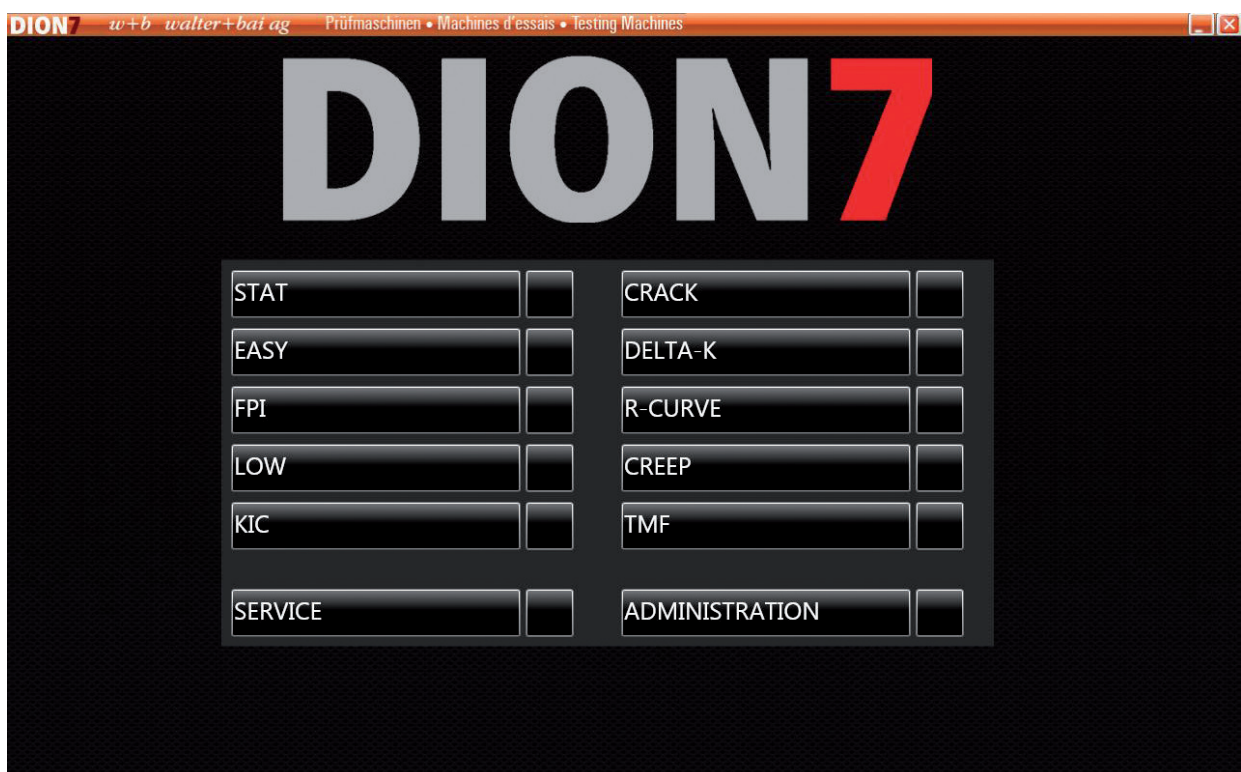 DION7 w+b walter+bai ag Prüfmaschinen • Machines d'essais • Testing Machines
DION7
STAT
EASY
FPI
LOW
KIC
CRACK
DELTA-K
R-CURVE
CREEP
TMF
SERVICE
ADMINISTRATION